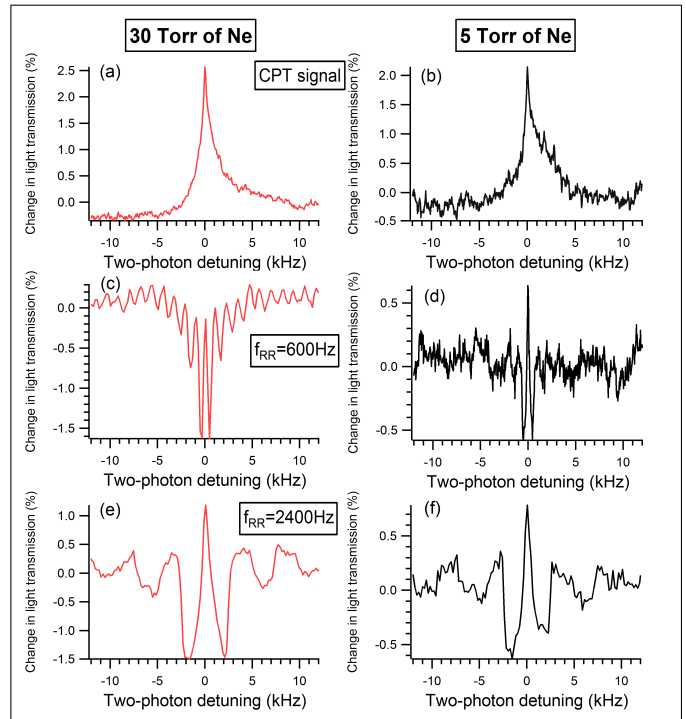 30 Torr of Ne
5 Torr of Ne
(a)
CPT signal
Change in light transmission (%)
2.5
2.0
1.5
1.0
0.5
0.0
-10 -5 0 5 10
Two-photon detuning (kHz)
(b)
Change in light transmission (%)
2.0
1.5
1.0
0.5
0.0
-0.5
-10 -5 0 5 10
Two-photon detuning (kHz)
(c)
f_RR=600Hz
Change in light transmission (%)
0.0
-0.5
-1.0
-1.5
-10 -5 0 5 10
Two-photon detuning (kHz)
(d)
Change in light transmission (%)
0.5
0.0
-0.5
-10 -5 0 5 10
Two-photon detuning (kHz)
(e)
f_RR=2400Hz
Change in light transmission (%)
1.0
0.5
0.0
-0.5
-1.0
-1.5
-10 -5 0 5 10
Two-photon detuning (kHz)
(f)
Change in light transmission (%)
0.5
0.0
-0.5
-10 -5 0 5 10
Two-photon detuning (kHz)